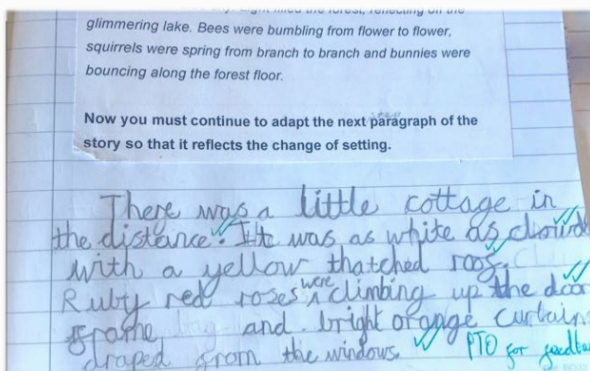 glimmering lake. Bees were bumbling from flower to flower,
squirrels were spring from branch to branch and bunnies were
bouncing along the forest floor.
Now you must continue to adapt the next paragraph of the
story so that it reflects the change of setting.
There was a little cottage in
the distance. It was as white as cloud
with a yellow thatched roof.
Ruby red roses were climbing up the door
frame and bright orange curtains
draped from the windows. PTO for feedba